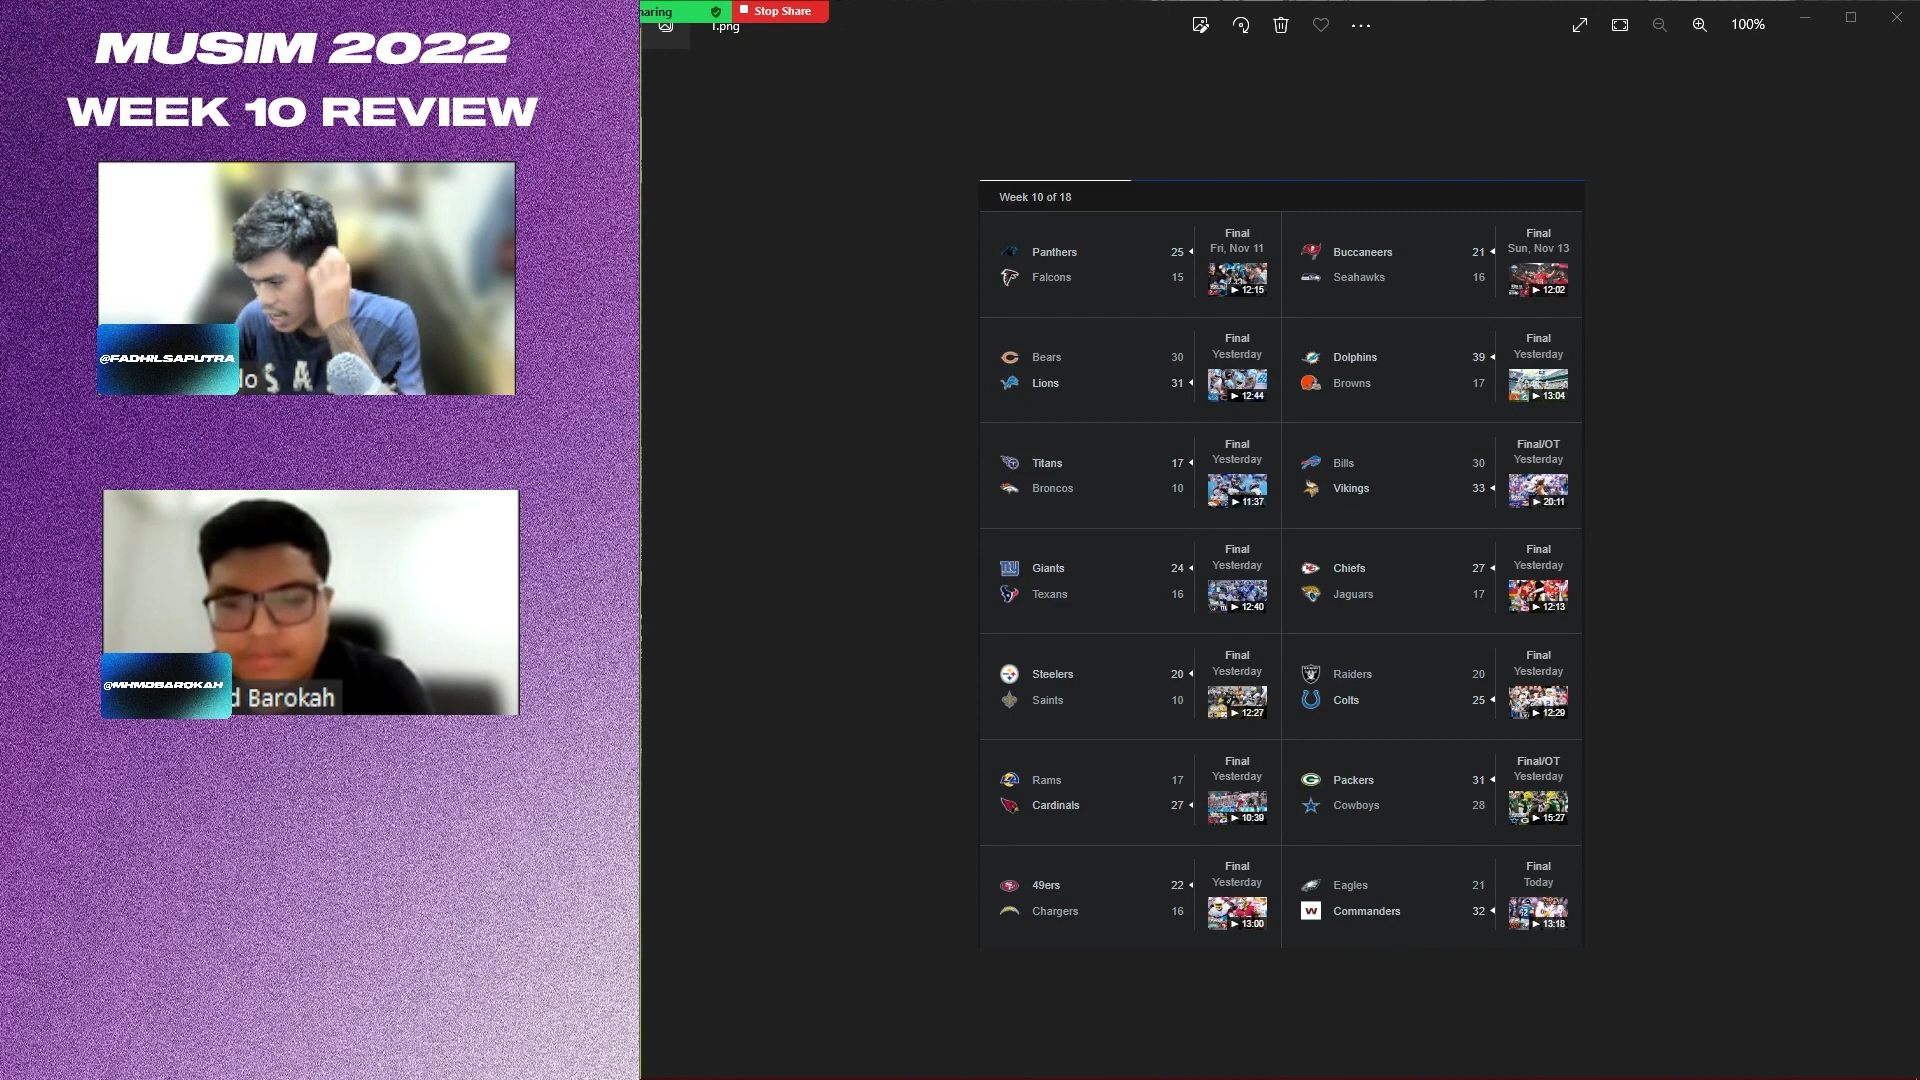 MUSIM 2022
WEEK 10 REVIEW
@FADHILSAPUTRA
do
SA
@MHMDBAROKAH
d Barokah
haring
Stop Share
1.png
100%
Week 10 of 18
Panthers 25
Falcons 15
Final
Fri, Nov 11
12:15
Buccaneers 21
Seahawks 16
Final
Sun, Nov 13
12:02
Bears 30
Lions 31
Final
Yesterday
12:44
Dolphins 39
Browns 17
Final
Yesterday
13:04
Titans 17
Broncos 10
Final
Yesterday
11:37
Bills 30
Vikings 33
Final/OT
Yesterday
20:11
Giants 24
Texans 16
Final
Yesterday
12:40
Chiefs 27
Jaguars 17
Final
Yesterday
12:13
Steelers 20
Saints 10
Final
Yesterday
12:27
Raiders 20
Colts 25
Final
Yesterday
12:29
Rams 17
Cardinals 27
Final
Yesterday
10:39
Packers 31
Cowboys 28
Final/OT
Yesterday
15:27
49ers 22
Chargers 16
Final
Yesterday
13:00
Eagles 21
Commanders 32
Final
Today
13:18